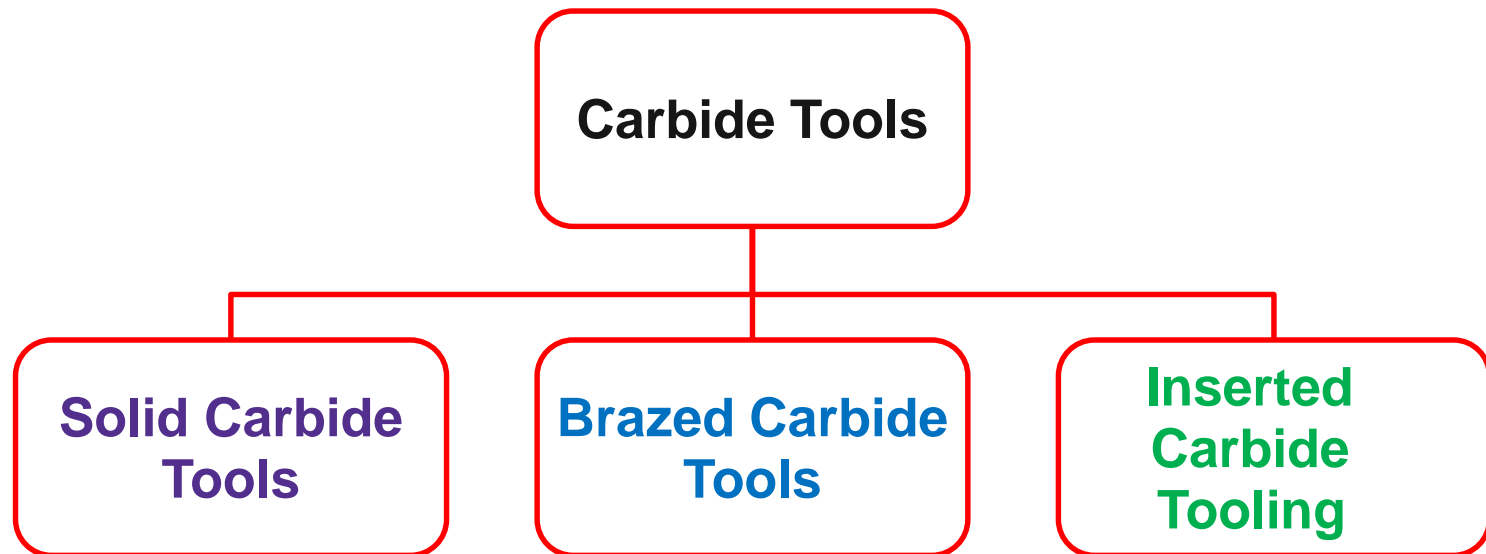 Carbide Tools
Solid Carbide
Tools
Brazed Carbide
Tools
Inserted
Carbide
Tooling